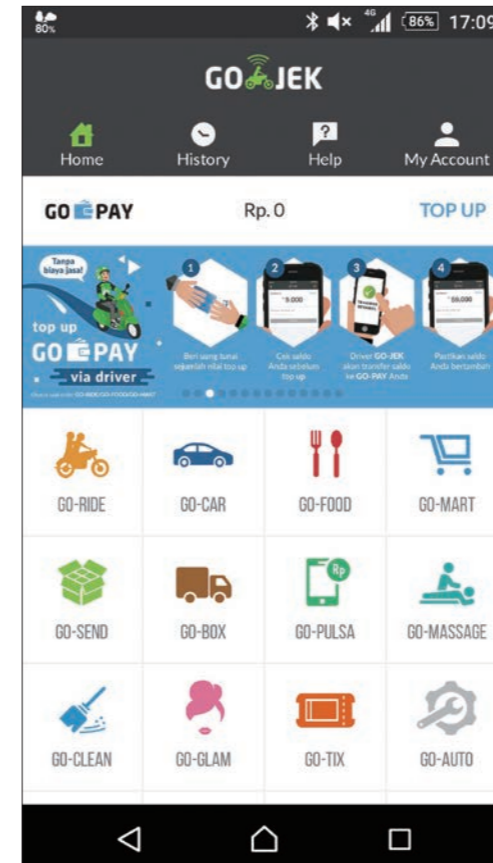 80%
4G
86% 17:09
GO JEK
Home History Help My Account
GO PAY Rp. 0 TOP UP
Tanpa
biaya jasa!
top up
GO PAY
via driver
1 2 3 4
Beri uang tunai
sejumlah nilai top up
Cek saldo
Anda sebelum
top up
Driver GO-JEK
akan transfer saldo
ke GO-PAY Anda
Pastikan saldo
Anda bertambah
GO-RIDE GO-CAR GO-FOOD GO-MART
Rp
GO-SEND GO-BOX GO-PULSA GO-MASSAGE
GO-CLEAN GO-GLAM GO-TIX GO-AUTO